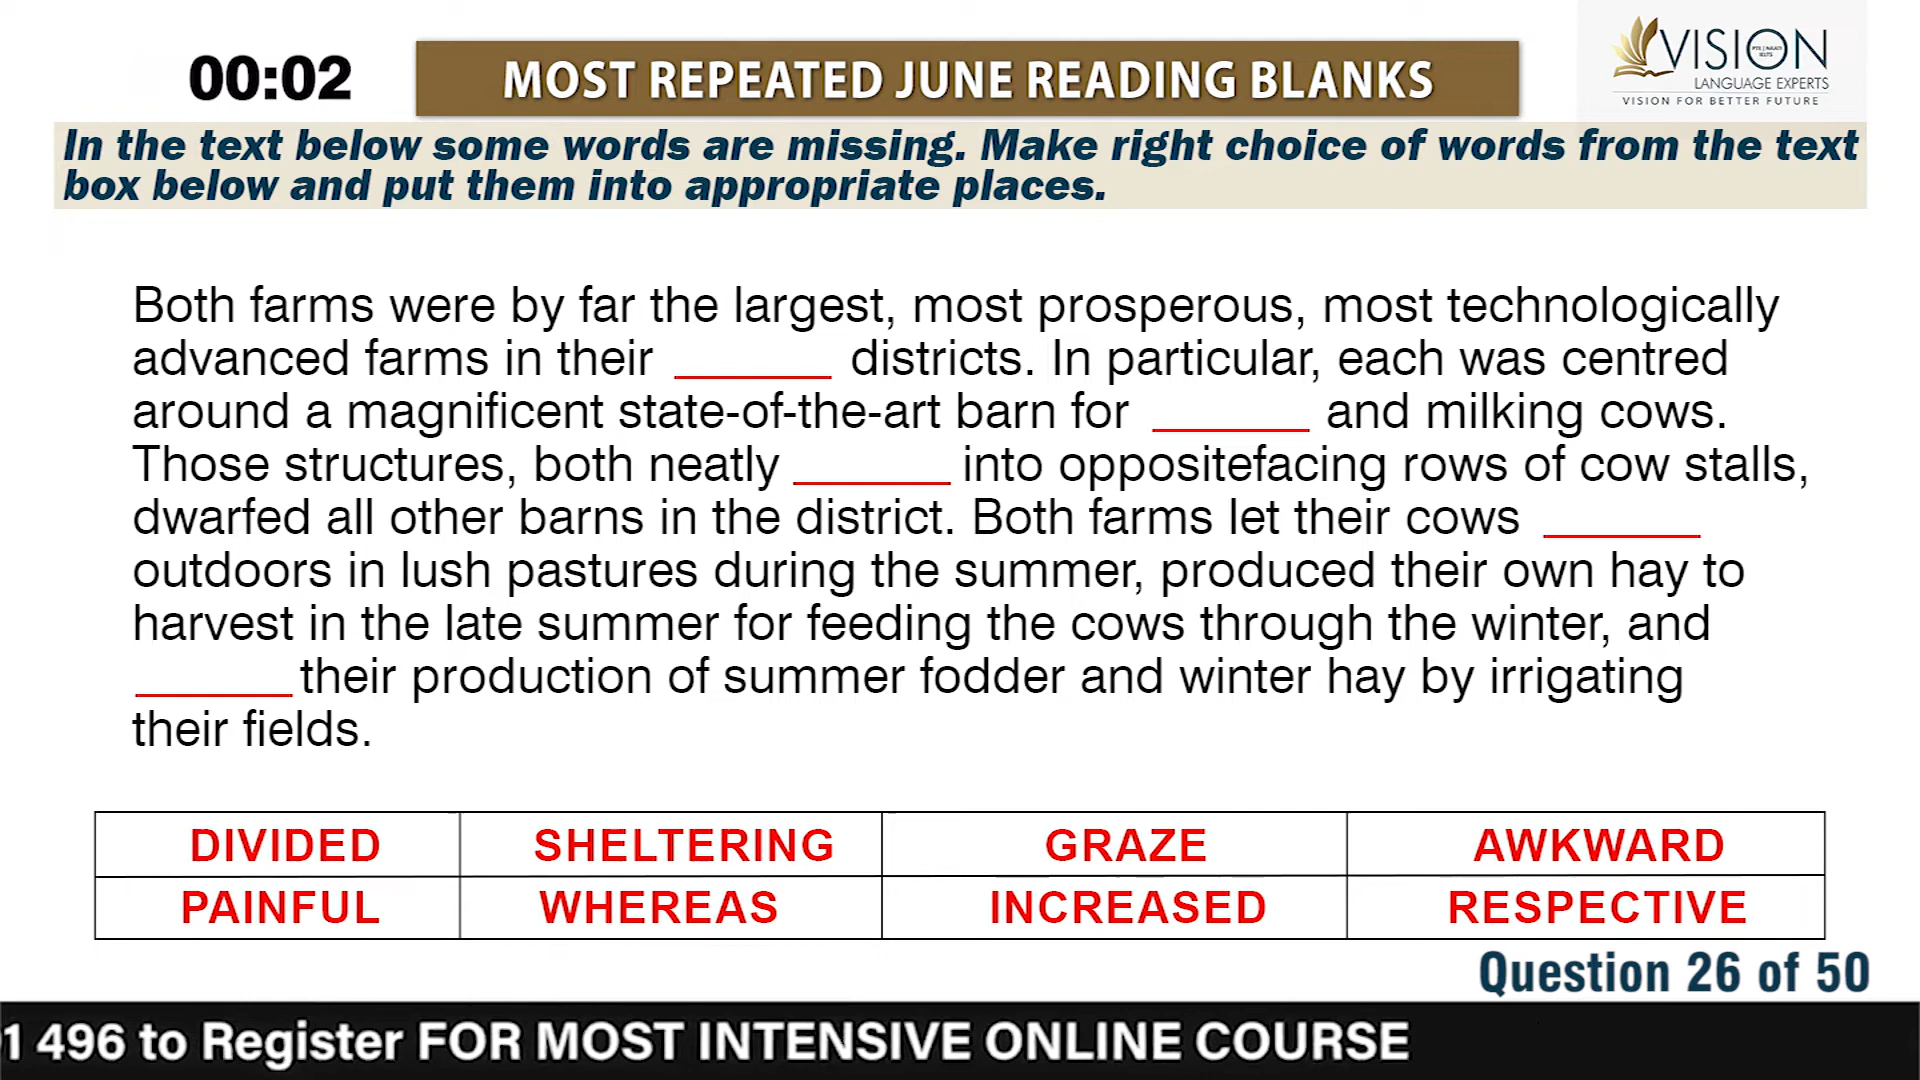 00:02
MOST REPEATED JUNE READING BLANKS
VISION
PTE | NAATI
IELTS
LANGUAGE EXPERTS
VISION FOR BETTER FUTURE
In the text below some words are missing. Make right choice of words from the text
box below and put them into appropriate places.
Both farms were by far the largest, most prosperous, most technologically
advanced farms in their ______ districts. In particular, each was centred
around a magnificent state-of-the-art barn for ______ and milking cows.
Those structures, both neatly ______ into oppositefacing rows of cow stalls,
dwarfed all other barns in the district. Both farms let their cows ______
outdoors in lush pastures during the summer, produced their own hay to
harvest in the late summer for feeding the cows through the winter, and
______ their production of summer fodder and winter hay by irrigating
their fields.
DIVIDED SHELTERING GRAZE AWKWARD
PAINFUL WHEREAS INCREASED RESPECTIVE
Question 26 of 50
1 496 to Register FOR MOST INTENSIVE ONLINE COURSE